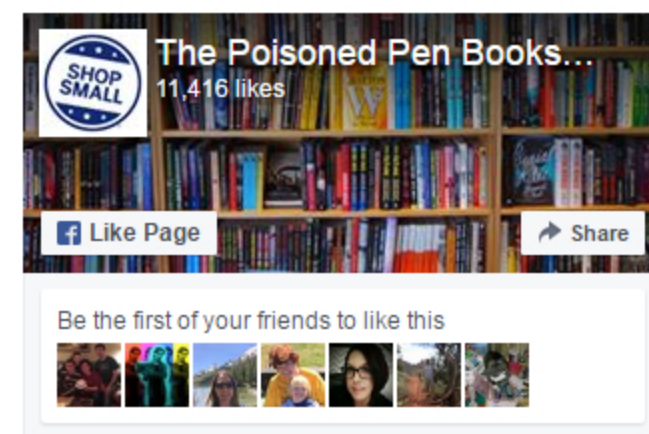 SHOP
SMALL
The Poisoned Pen Books...
11,416 likes
W
Like Page
Share
Be the first of your friends to like this